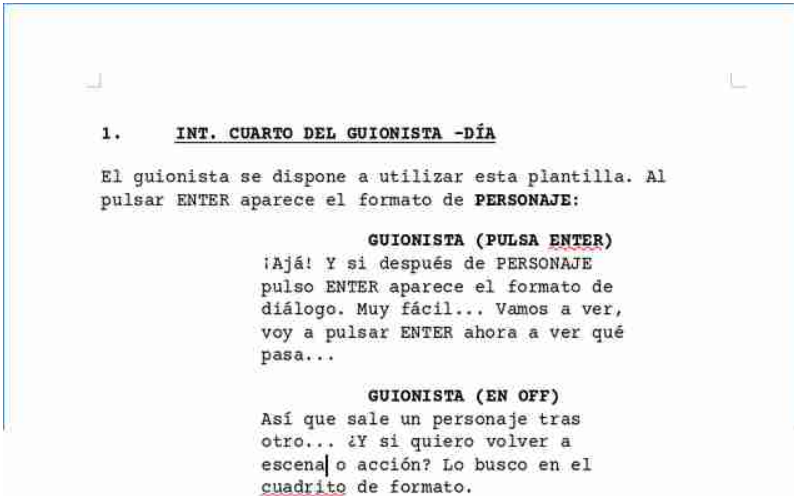 1. INT. CUARTO DEL GUIONISTA -DÍA
El guionista se dispone a utilizar esta plantilla. Al
pulsar ENTER aparece el formato de PERSONAJE:
GUIONISTA (PULSA ENTER)
¡Ajá! Y si después de PERSONAJE
pulso ENTER aparece el formato de
diálogo. Muy fácil... Vamos a ver,
voy a pulsar ENTER ahora a ver qué
pasa...
GUIONISTA (EN OFF)
Así que sale un personaje tras
otro... ¿Y si quiero volver a
escena o acción? Lo busco en el
cuadrito de formato.